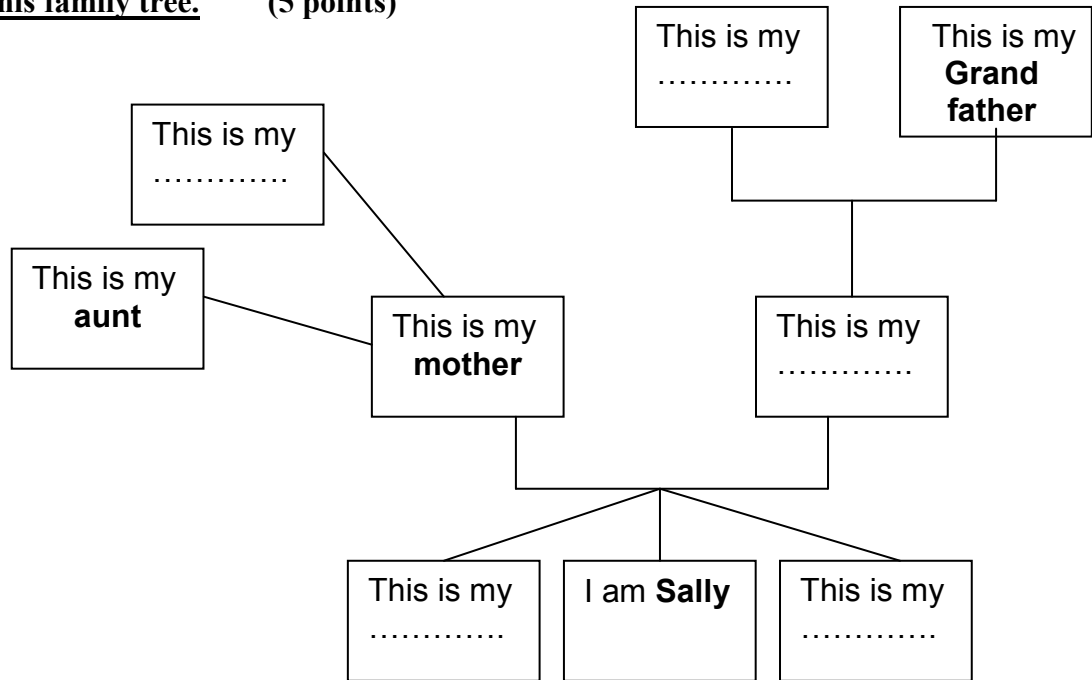 his family tree. (5 points)
This is my
.............
This is my
Grand
father
This is my
.............
This is my
aunt
This is my
mother
This is my
.............
This is my
.............
I am Sally
This is my
.............